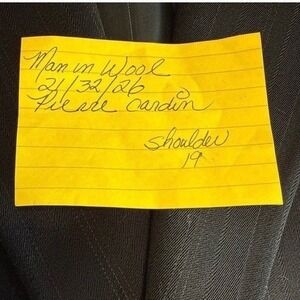 Man in Wool
21/32/26
Pierre Cardin
Shoulder
19